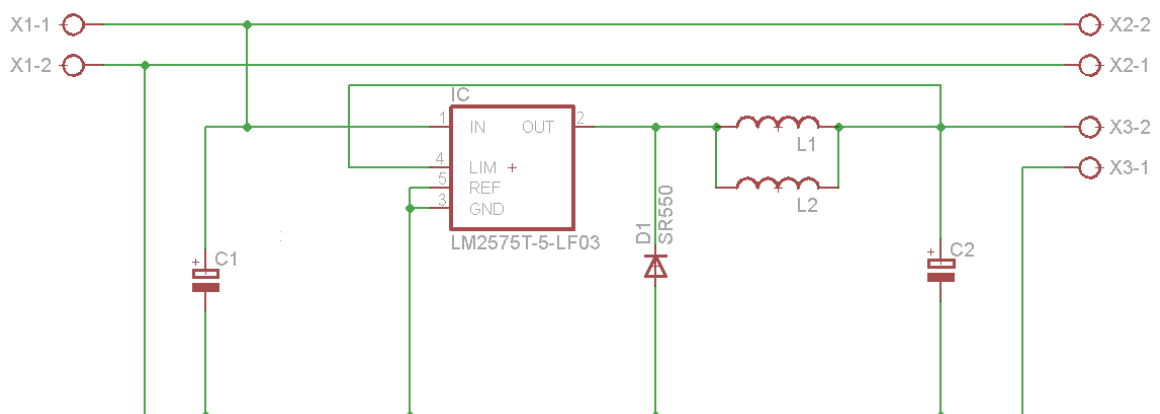 X1-1
X2-2
X1-2
X2-1
IC
1 IN OUT 2
X3-2
L1
4 LIM +
X3-1
5 REF
3 GND
L2
LM2575T-5-LF03
D1
SR550
+ C1
+ C2